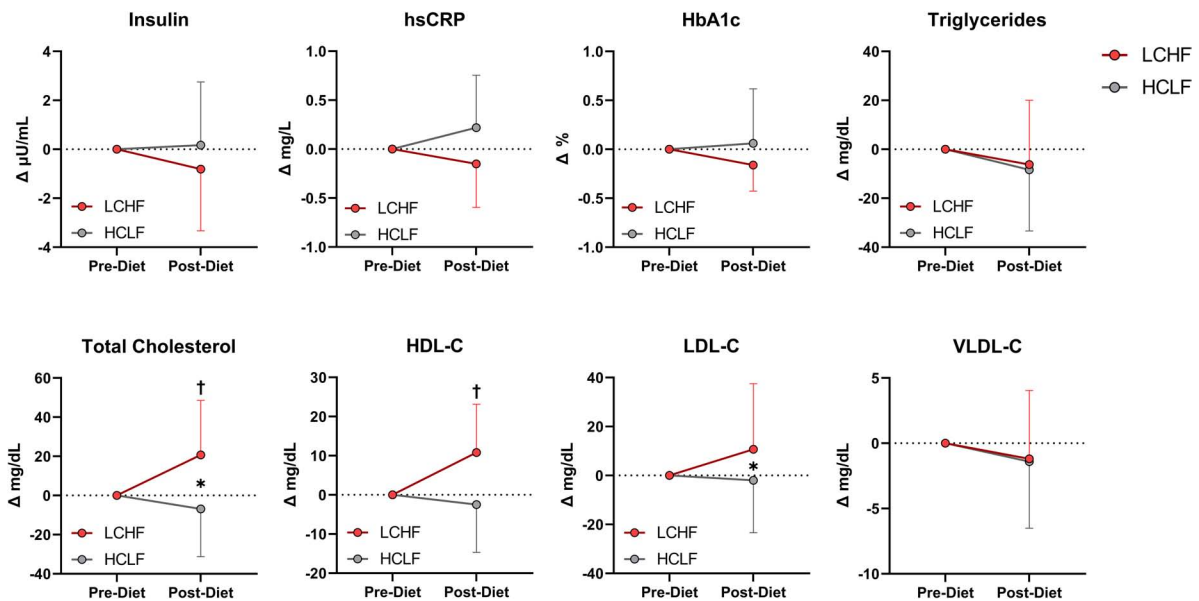 Insulin
hsCRP
HbA1c
Triglycerides
LCHF
HCLF
4
2
0
-2
-4
Δ µU/mL
LCHF
HCLF
Pre-Diet Post-Diet
1.0
0.5
0.0
-0.5
-1.0
Δ mg/L
LCHF
HCLF
Pre-Diet Post-Diet
1.0
0.5
0.0
-0.5
-1.0
Δ %
LCHF
HCLF
Pre-Diet Post-Diet
40
20
0
-20
-40
Δ mg/dL
LCHF
HCLF
Pre-Diet Post-Diet
Total Cholesterol
HDL-C
LDL-C
VLDL-C
60
40
20
0
-20
-40
Δ mg/dL
†
*
LCHF
HCLF
Pre-Diet Post-Diet
30
20
10
0
-10
-20
Δ mg/dL
†
LCHF
HCLF
Pre-Diet Post-Diet
40
20
0
-20
-40
Δ mg/dL
*
LCHF
HCLF
Pre-Diet Post-Diet
5
0
-5
-10
Δ mg/dL
Pre-Diet Post-Diet